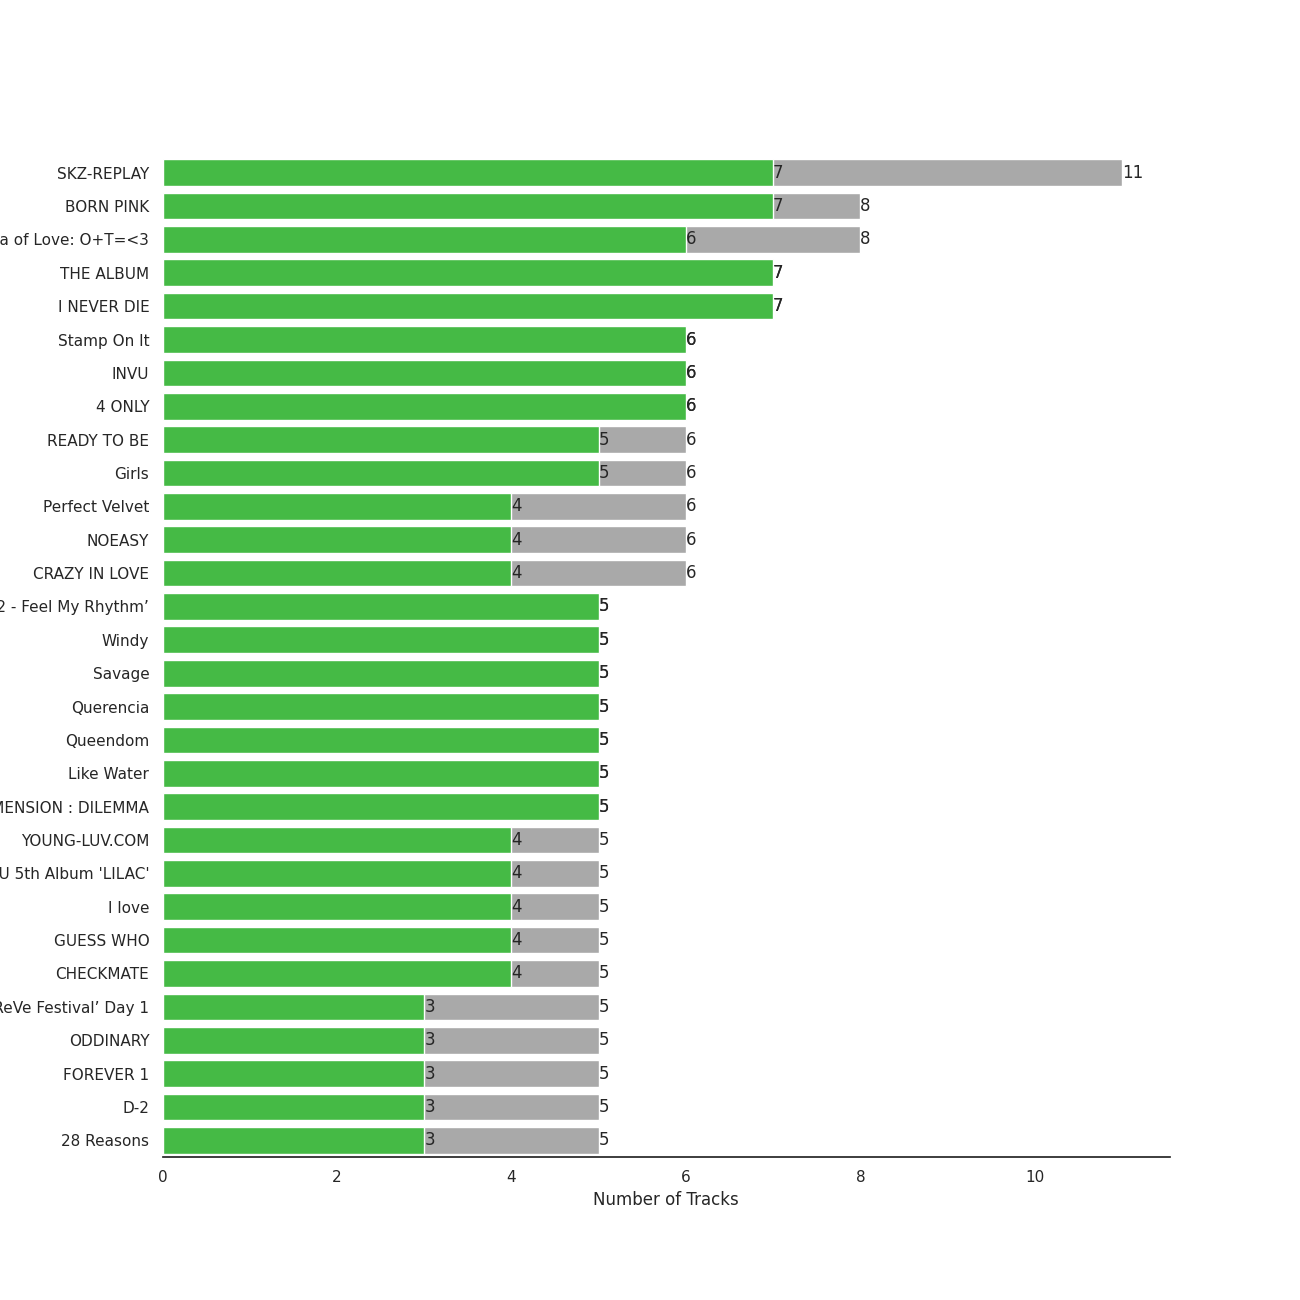 SKZ-REPLAY 7 11
BORN PINK 7 8
a of Love: O+T=<3 6 8
THE ALBUM 7
I NEVER DIE 7
Stamp On It 6
INVU 6
4 ONLY 6
READY TO BE 5 6
Girls 5 6
Perfect Velvet 4 6
NOEASY 4 6
CRAZY IN LOVE 4 6
2 - Feel My Rhythm’ 5
Windy 5
Savage 5
Querencia 5
Queendom 5
Like Water 5
MENSION : DILEMMA 5
YOUNG-LUV.COM 4 5
U 5th Album 'LILAC' 4 5
I love 4 5
GUESS WHO 4 5
CHECKMATE 4 5
ReVe Festival’ Day 1 3 5
ODDINARY 3 5
FOREVER 1 3 5
D-2 3 5
28 Reasons 3 5
0 2 4 6 8 10
Number of Tracks